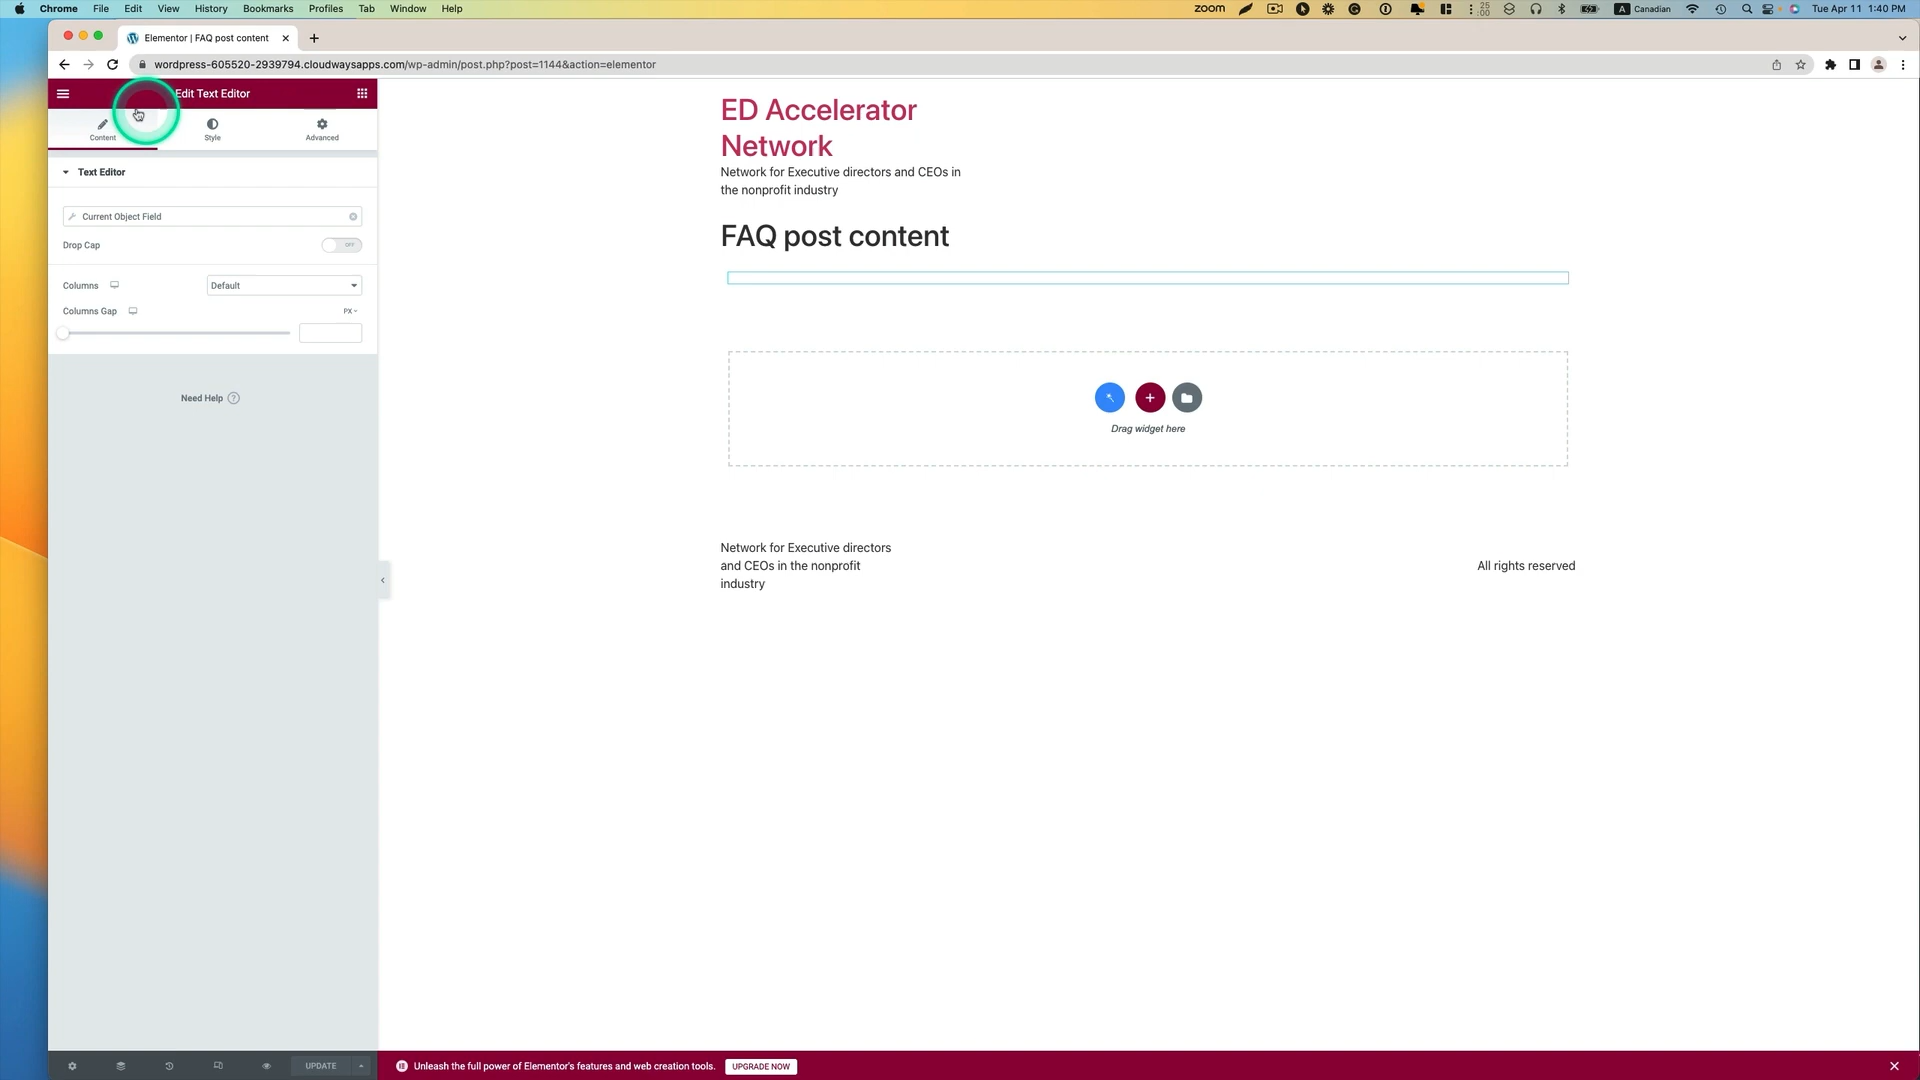 Chrome File Edit View History Bookmarks Profiles Tab Window Help
zoom 25 :00 A Canadian Tue Apr 11 1:40 PM
Elementor | FAQ post content
wordpress-605520-2939794.cloudwaysapps.com/wp-admin/post.php?post=1144&action=elementor
Edit Text Editor
Content Style Advanced
Text Editor
Current Object Field
Drop Cap OFF
Columns Default
Columns Gap PX
Need Help ?
UPDATE
ED Accelerator
Network
Network for Executive directors and CEOs in
the nonprofit industry
FAQ post content
Drag widget here
Network for Executive directors
and CEOs in the nonprofit
industry
All rights reserved
Unleash the full power of Elementor's features and web creation tools. UPGRADE NOW